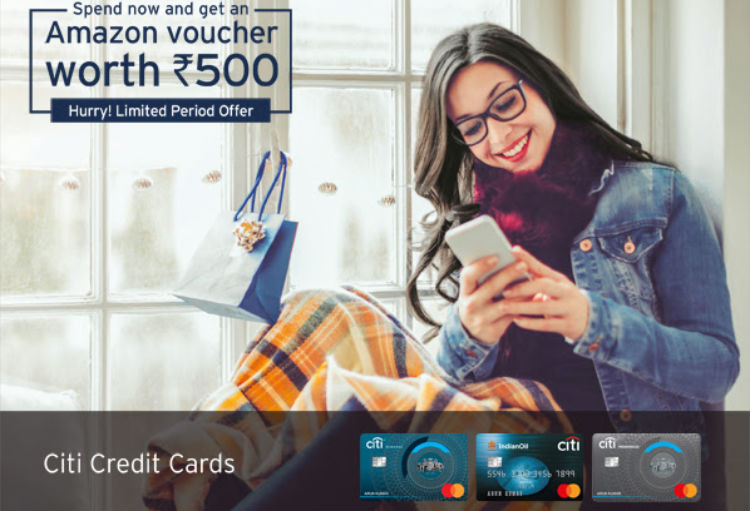 Spend now and get an
Amazon voucher
worth ₹500
Hurry! Limited Period Offer
Citi Credit Cards
citi
IndianOil
citi
citi